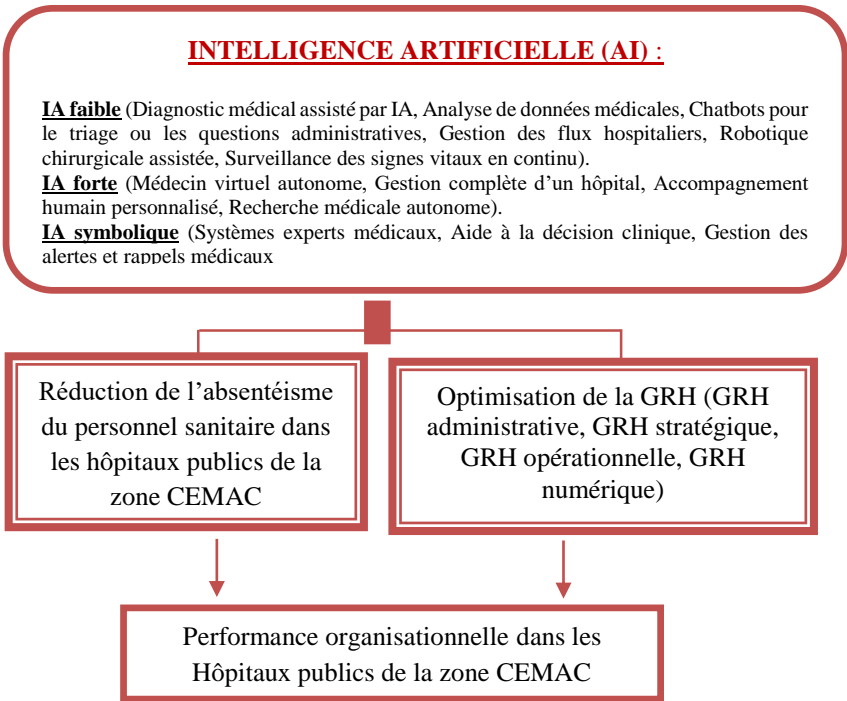 INTELLIGENCE ARTIFICIELLE (AI) :
IA faible (Diagnostic médical assisté par IA, Analyse de données médicales, Chatbots pour
le triage ou les questions administratives, Gestion des flux hospitaliers, Robotique
chirurgicale assistée, Surveillance des signes vitaux en continu).
IA forte (Médecin virtuel autonome, Gestion complète d’un hôpital, Accompagnement
humain personnalisé, Recherche médicale autonome).
IA symbolique (Systèmes experts médicaux, Aide à la décision clinique, Gestion des
alertes et rappels médicaux
Réduction de l’absentéisme
du personnel sanitaire dans
les hôpitaux publics de la
zone CEMAC
Optimisation de la GRH (GRH
administrative, GRH stratégique,
GRH opérationnelle, GRH
numérique)
Performance organisationnelle dans les
Hôpitaux publics de la zone CEMAC